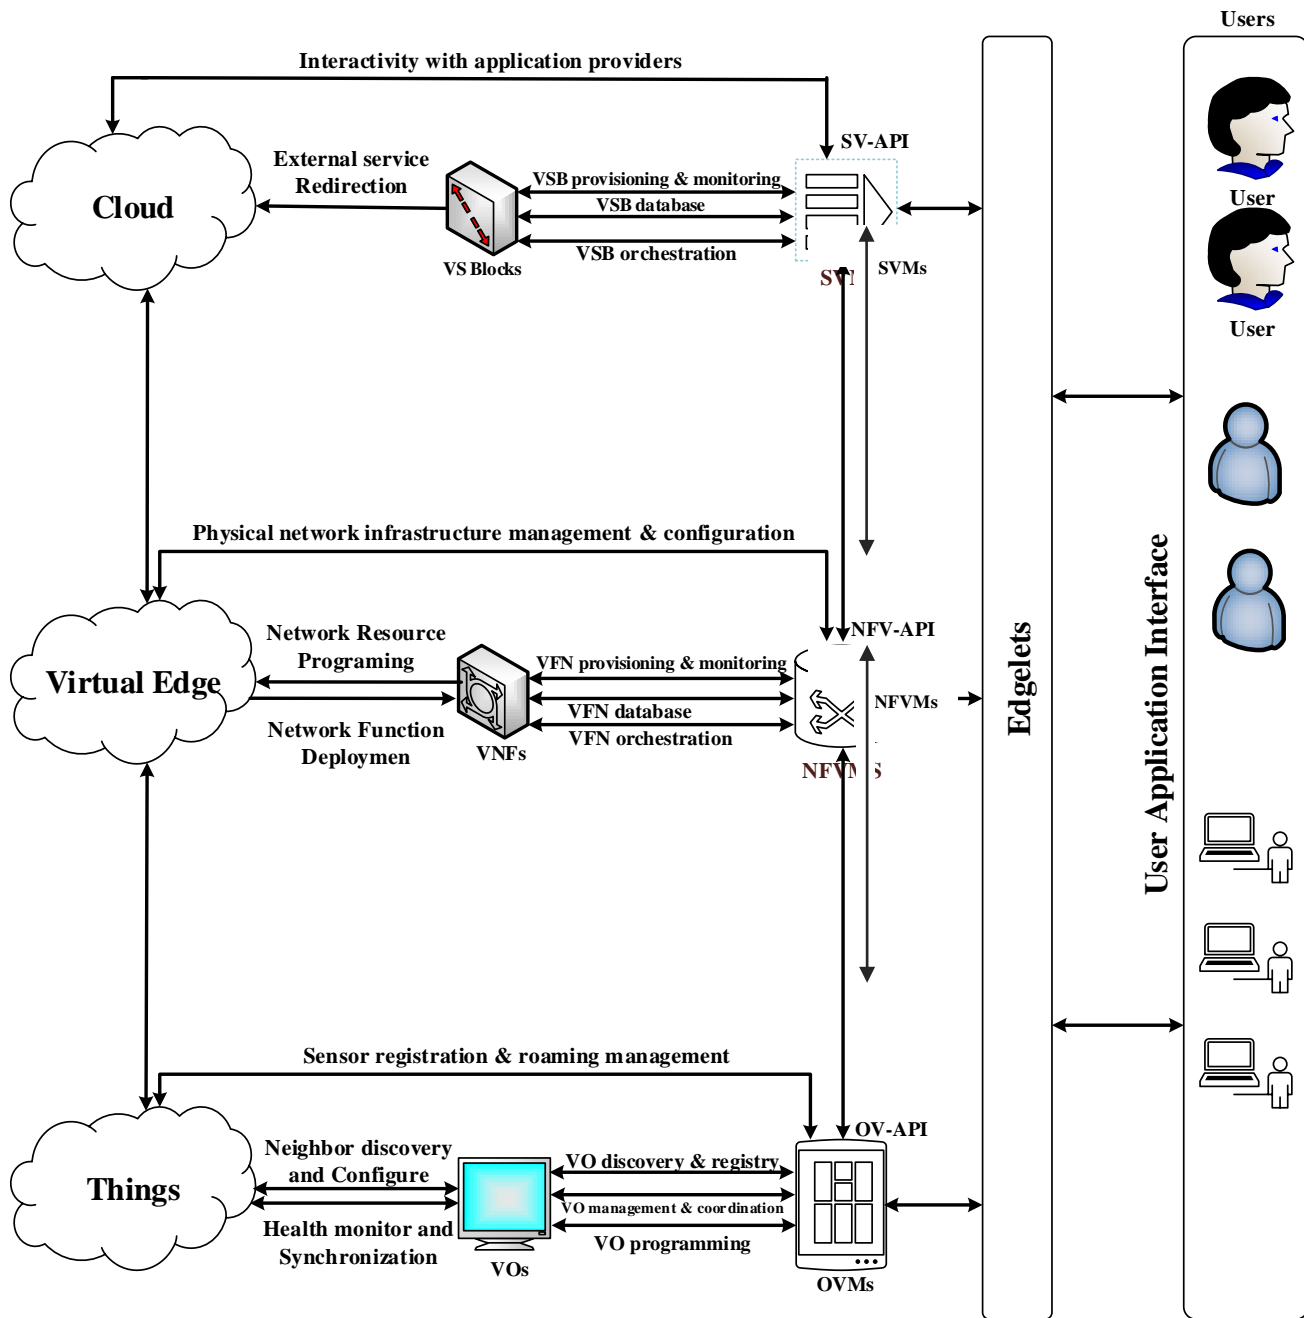 Users
Interactivity with application providers
SV-API
External service
Redirection
VSB provisioning & monitoring
Cloud
VSB database
VSB orchestration
VS Blocks
SVMs
User
User
Physical network infrastructure management & configuration
NFV-API
Network Resource
Programing
VFN provisioning & monitoring
Virtual Edge
NFVMs
VFN database
Network Function
Deploymen
VFN orchestration
VNFs
Edgelets
User Application Interface
Sensor registration & roaming management
OV-API
Neighbor discovery
and Configure
VO discovery & registry
Things
VO management & coordination
Health monitor and
Synchronization
VO programming
VOs
OVMs